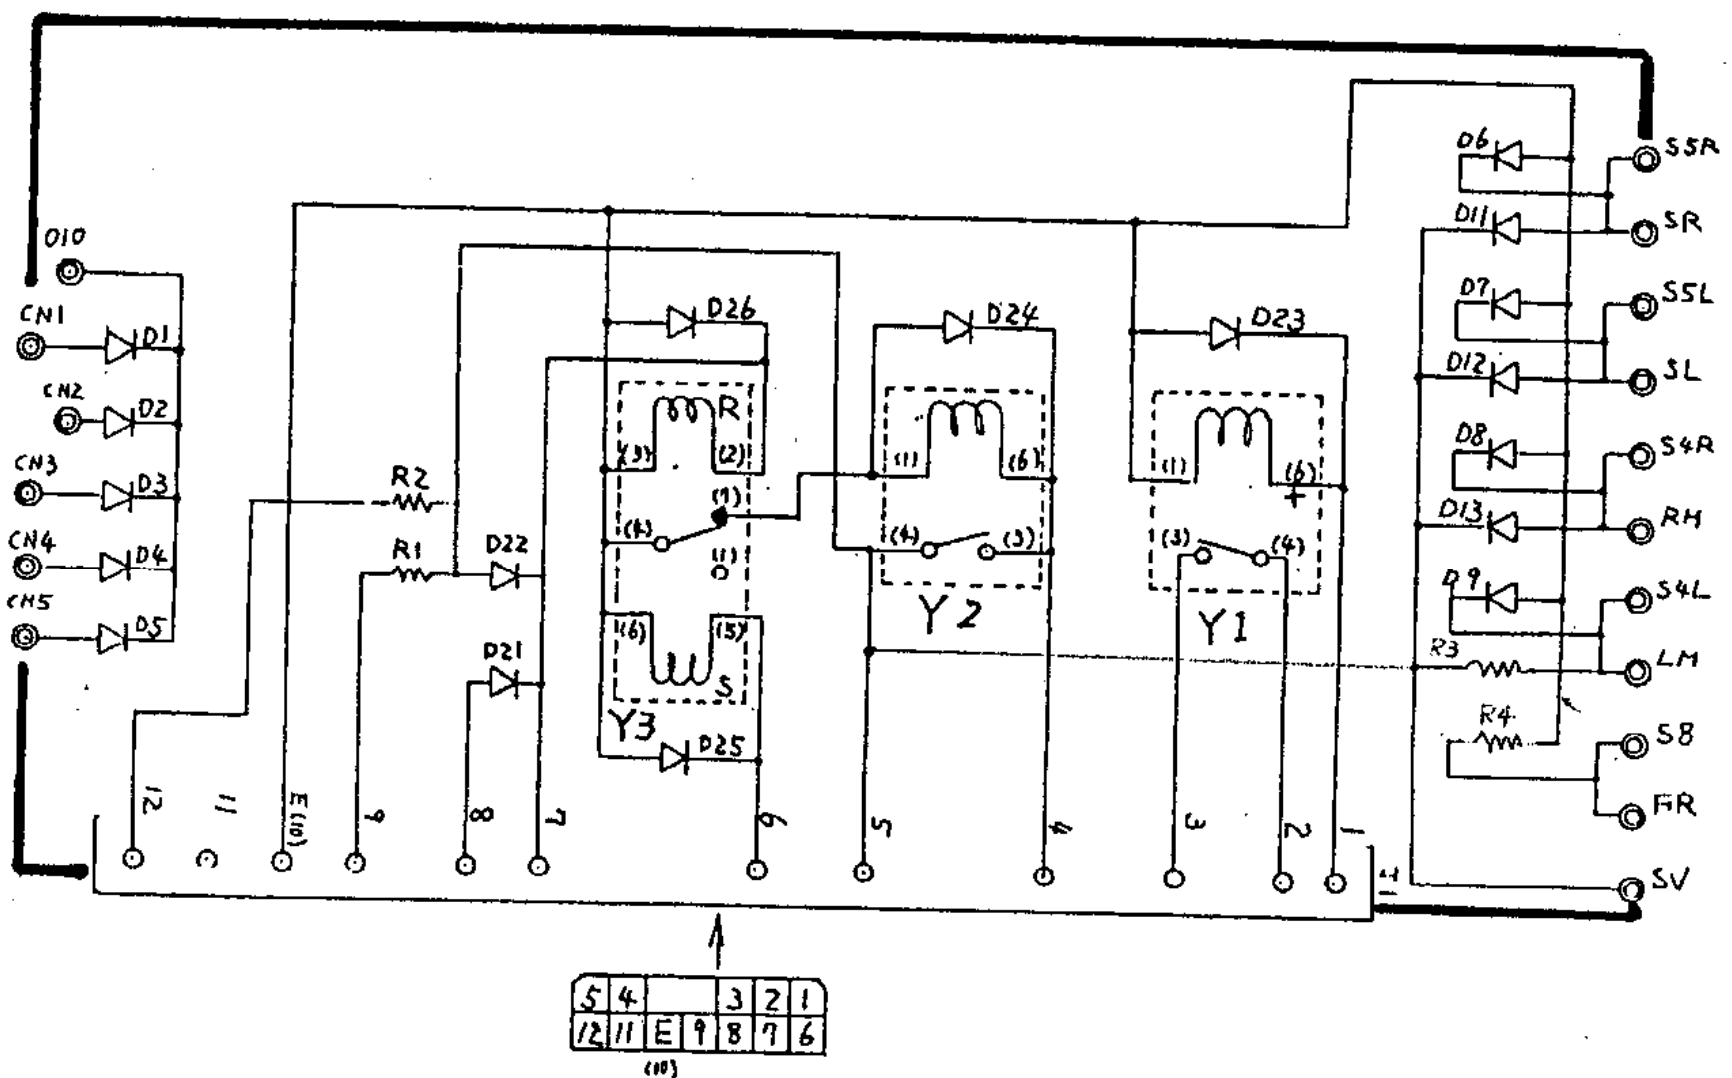 D6
S5R
D11
SR
D10
CN1
D1
D7
S5L
D26
D24
D23
D12
SL
CN2
D2
R
(3)
(2)
(1)
(6)
(1)
(6)
+
D8
S4R
CN3
D3
R2
D13
RM
(4)
(1)
(4)
(3)
(3)
(4)
CN4
D4
R1
D22
D9
S4L
CN5
D5
Y2
Y1
(6)
(5)
D21
S
R3
LM
Y3
D25
R4
S8
12
11
E(10)
9
8
7
6
5
4
3
2
1
SV
5 4 3 2 1
12 11 E 9 8 7 6
(10)